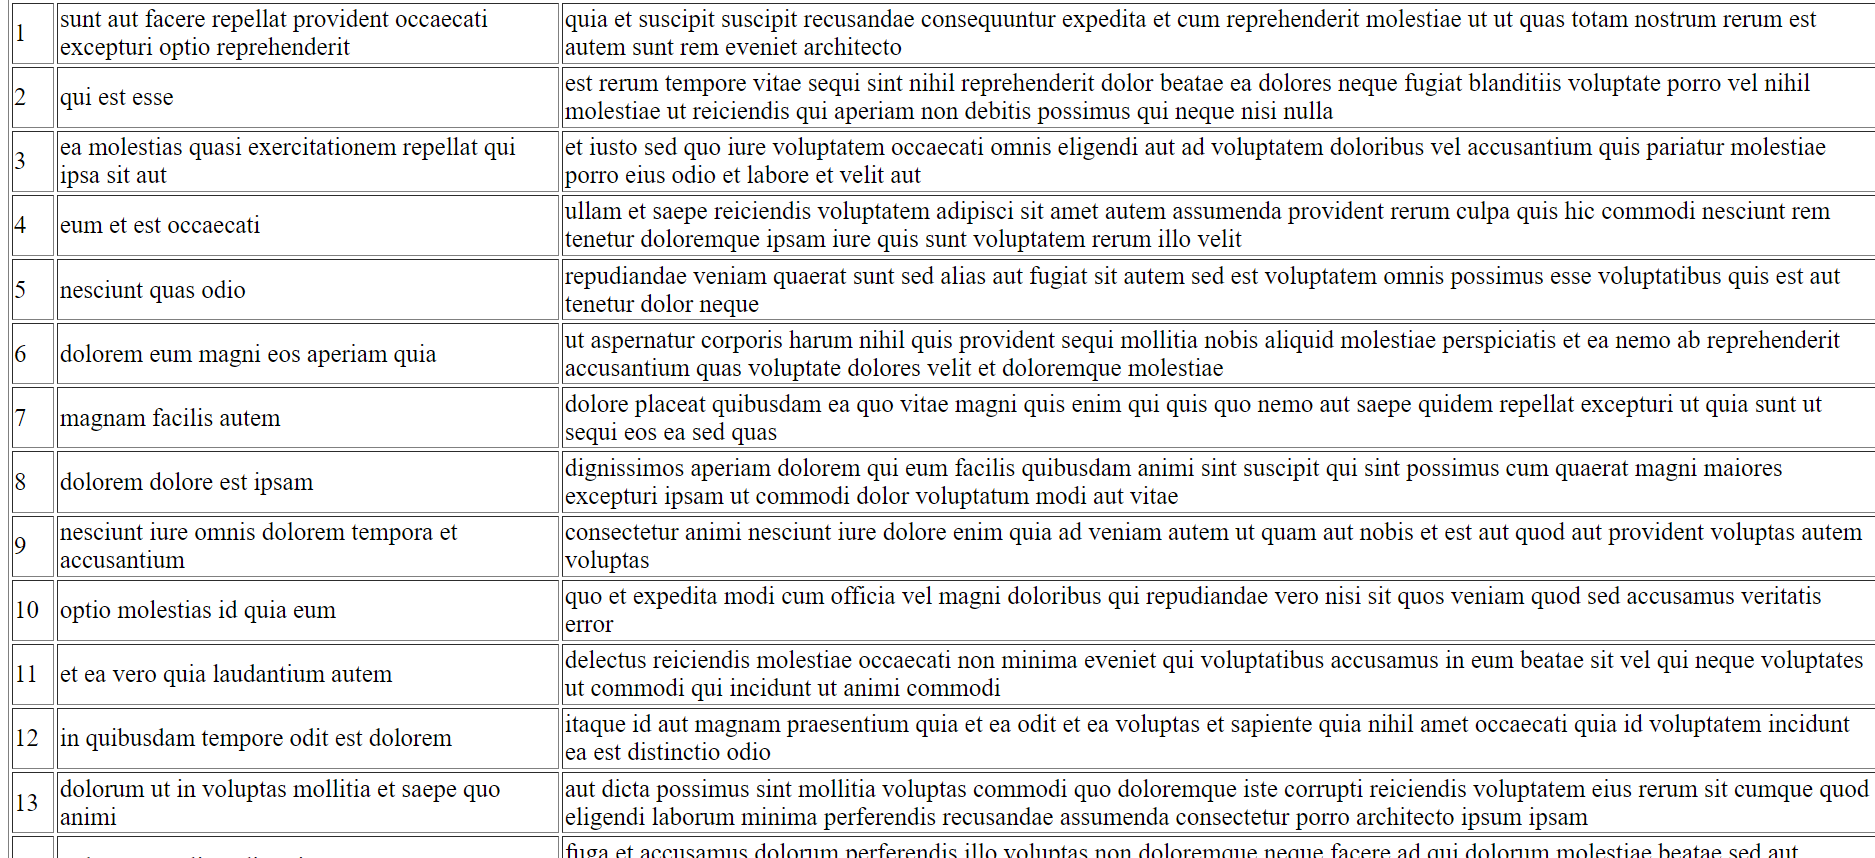 1
sunt aut facere repellat provident occaecati
excepturi optio reprehenderit
quia et suscipit suscipit recusandae consequuntur expedita et cum reprehenderit molestiae ut ut quas totam nostrum rerum est
autem sunt rem eveniet architecto
2
qui est esse
est rerum tempore vitae sequi sint nihil reprehenderit dolor beatae ea dolores neque fugiat blanditiis voluptate porro vel nihil
molestiae ut reiciendis qui aperiam non debitis possimus qui neque nisi nulla
3
ea molestias quasi exercitationem repellat qui
ipsa sit aut
et iusto sed quo iure voluptatem occaecati omnis eligendi aut ad voluptatem doloribus vel accusantium quis pariatur molestiae
porro eius odio et labore et velit aut
4
eum et est occaecati
ullam et saepe reiciendis voluptatem adipisci sit amet autem assumenda provident rerum culpa quis hic commodi nesciunt rem
tenetur doloremque ipsam iure quis sunt voluptatem rerum illo velit
5
nesciunt quas odio
repudiandae veniam quaerat sunt sed alias aut fugiat sit autem sed est voluptatem omnis possimus esse voluptatibus quis est aut
tenetur dolor neque
6
dolorem eum magni eos aperiam quia
ut aspernatur corporis harum nihil quis provident sequi mollitia nobis aliquid molestiae perspiciatis et ea nemo ab reprehenderit
accusantium quas voluptate dolores velit et doloremque molestiae
7
magnam facilis autem
dolore placeat quibusdam ea quo vitae magni quis enim qui quis quo nemo aut saepe quidem repellat excepturi ut quia sunt ut
sequi eos ea sed quas
8
dolorem dolore est ipsam
dignissimos aperiam dolorem qui eum facilis quibusdam animi sint suscipit qui sint possimus cum quaerat magni maiores
excepturi ipsam ut commodi dolor voluptatum modi aut vitae
9
nesciunt iure omnis dolorem tempora et
accusantium
consectetur animi nesciunt iure dolore enim quia ad veniam autem ut quam aut nobis et est aut quod aut provident voluptas autem
voluptas
10
optio molestias id quia eum
quo et expedita modi cum officia vel magni doloribus qui repudiandae vero nisi sit quos veniam quod sed accusamus veritatis
error
11
et ea vero quia laudantium autem
delectus reiciendis molestiae occaecati non minima eveniet qui voluptatibus accusamus in eum beatae sit vel qui neque voluptates
ut commodi qui incidunt ut animi commodi
12
in quibusdam tempore odit est dolorem
itaque id aut magnam praesentium quia et ea odit et ea voluptas et sapiente quia nihil amet occaecati quia id voluptatem incidunt
ea est distinctio odio
13
dolorum ut in voluptas mollitia et saepe quo
animi
aut dicta possimus sint mollitia voluptas commodi quo doloremque iste corrupti reiciendis voluptatem eius rerum sit cumque quod
eligendi laborum minima perferendis recusandae assumenda consectetur porro architecto ipsum ipsam
fuga et accusamus dolorum perferendis illo voluptas non doloremque neque facere ad qui dolorum molestiae beatae sed aut